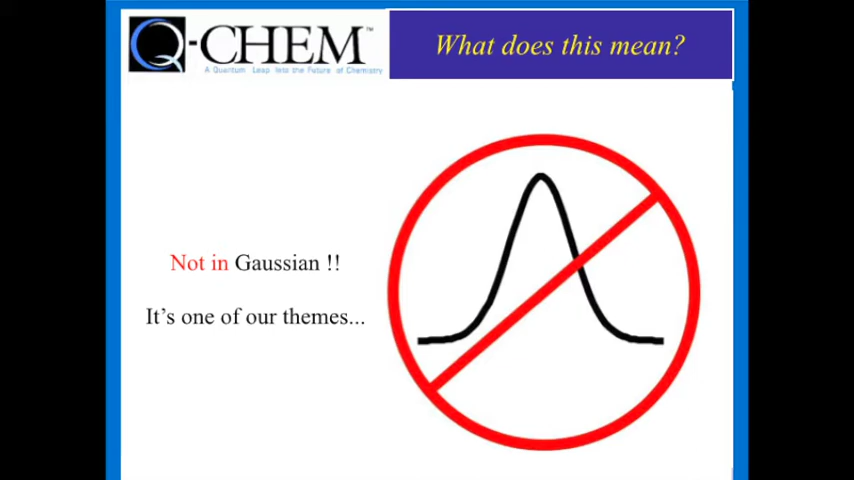 Q-CHEM™
A Quantum Leap Into the Future of Chemistry
What does this mean?
Not in Gaussian !!
It's one of our themes...